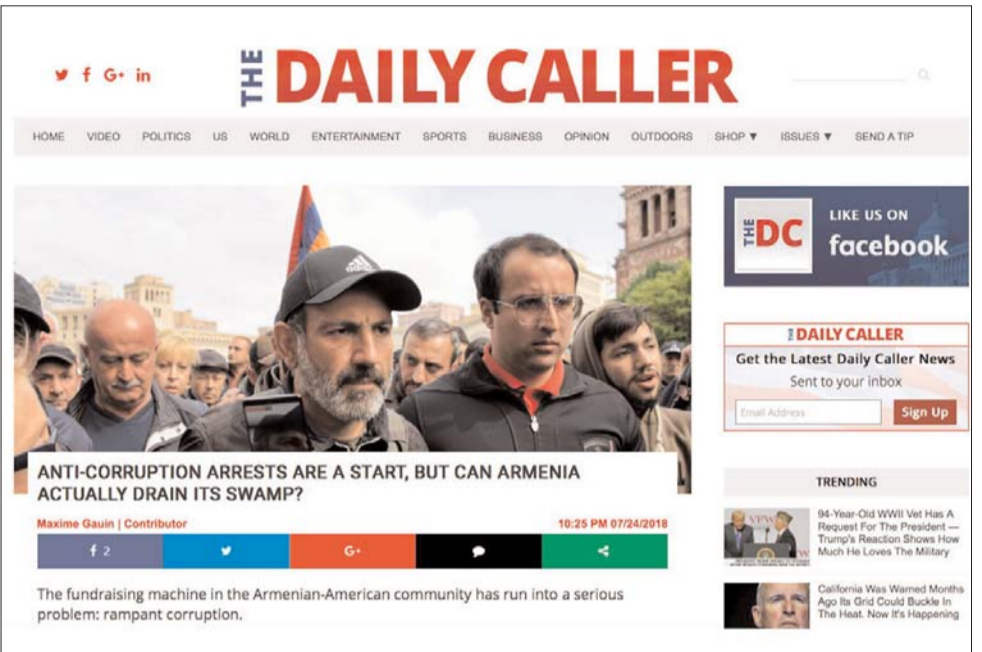 THE DAILY CALLER
HOME VIDEO POLITICS US WORLD ENTERTAINMENT SPORTS BUSINESS OPINION OUTDOORS SHOP ▼ ISSUES ▼ SEND A TIP
THE DC
LIKE US ON
facebook
THE DAILY CALLER
Get the Latest Daily Caller News
Sent to your inbox
Email Address
Sign Up
ANTI-CORRUPTION ARRESTS ARE A START, BUT CAN ARMENIA
ACTUALLY DRAIN ITS SWAMP?
Maxime Gauin | Contributor
10:25 PM 07/24/2018
f 2
G+
The fundraising machine in the Armenian-American community has run into a serious
problem: rampant corruption.
TRENDING
94-Year-Old WWII Vet Has A
Request For The President —
Trump's Reaction Shows How
Much He Loves The Military
California Was Warned Months
Ago Its Grid Could Buckle In
The Heat. Now It's Happening